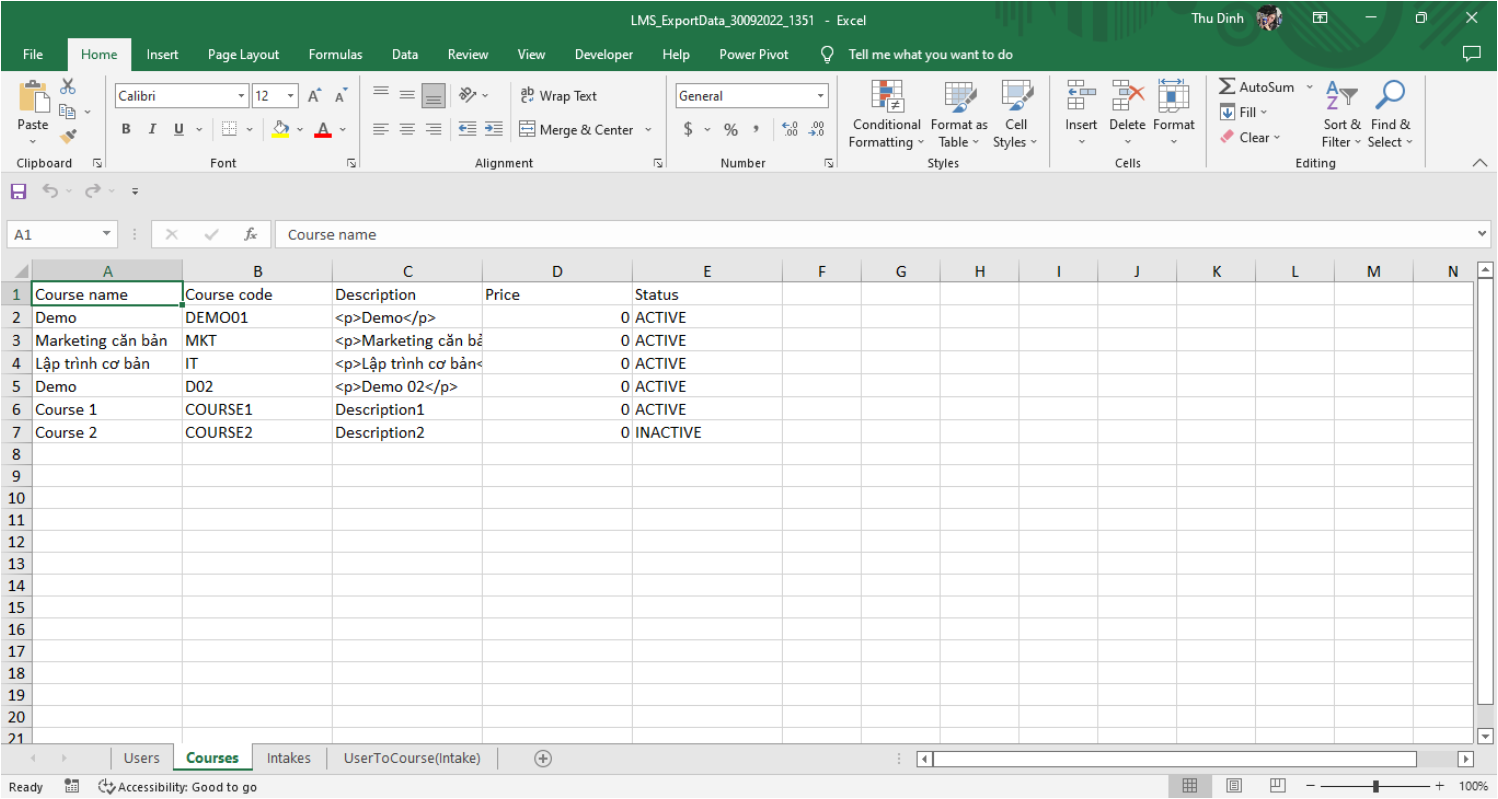 LMS_ExportData_30092022_1351 - Excel
Thu Dinh
File Home Insert Page Layout Formulas Data Review View Developer Help Power Pivot Tell me what you want to do
Paste
Clipboard
Calibri 12
B I U A
Font
ab Wrap Text
Merge & Center
Alignment
General
$ % , .00 .0
Number
Conditional Formatting
Format as Table
Cell Styles
Styles
Insert Delete Format
Cells
AutoSum
Fill
Clear
Sort & Filter
Find & Select
Editing
A1 fx Course name
A B C D E F G H I J K L M N
1 Course name Course code Description Price Status
2 Demo DEMO01 <p>Demo</p> 0 ACTIVE
3 Marketing căn bản MKT <p>Marketing căn bả 0 ACTIVE
4 Lập trình cơ bản IT <p>Lập trình cơ bản< 0 ACTIVE
5 Demo D02 <p>Demo 02</p> 0 ACTIVE
6 Course 1 COURSE1 Description1 0 ACTIVE
7 Course 2 COURSE2 Description2 0 INACTIVE
8
9
10
11
12
13
14
15
16
17
18
19
20
21
Users Courses Intakes UserToCourse(Intake)
Ready Accessibility: Good to go 100%